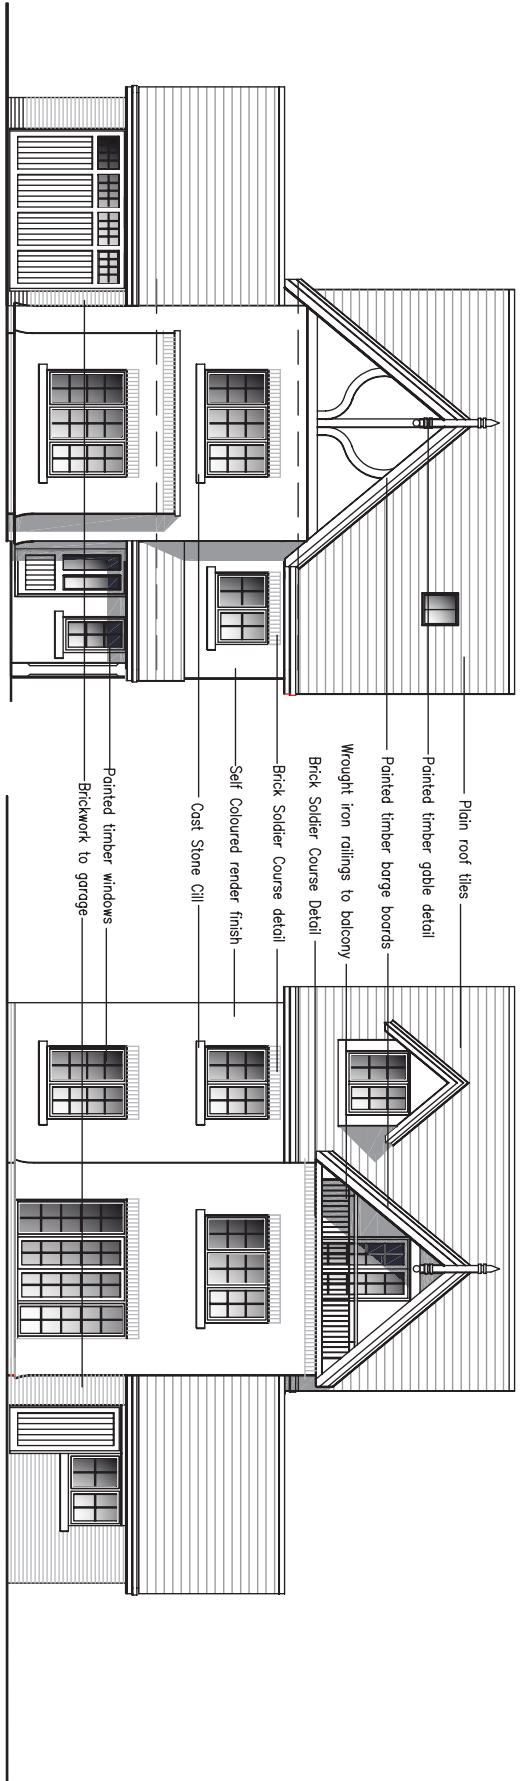 Plain roof tiles
Painted timber gable detail
Painted timber barge boards
Wrought iron railings to balcony
Brick Soldier Course Detail
Brick Soldier Course detail
Self Coloured render finish
Cast Stone Cill
Painted timber windows
Brickwork to garage